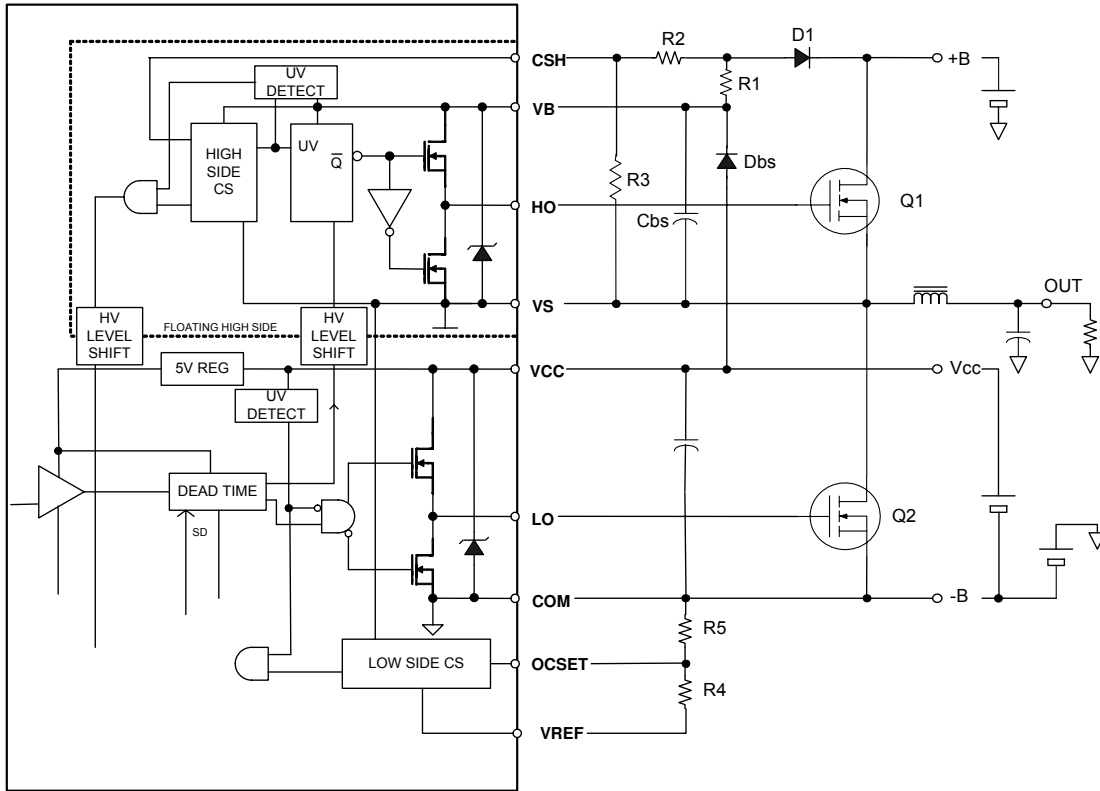 CSH
R2
D1
+B
UV
DETECT
R1
VB
HIGH
SIDE
CS
UV
Q
R3
Dbs
HO
Cbs
Q1
VS
OUT
HV
LEVEL
SHIFT
FLOATING HIGH SIDE
HV
LEVEL
SHIFT
5V REG
VCC
Vcc
UV
DETECT
DEAD TIME
SD
LO
Q2
COM
-B
R5
LOW SIDE CS
OCSET
R4
VREF